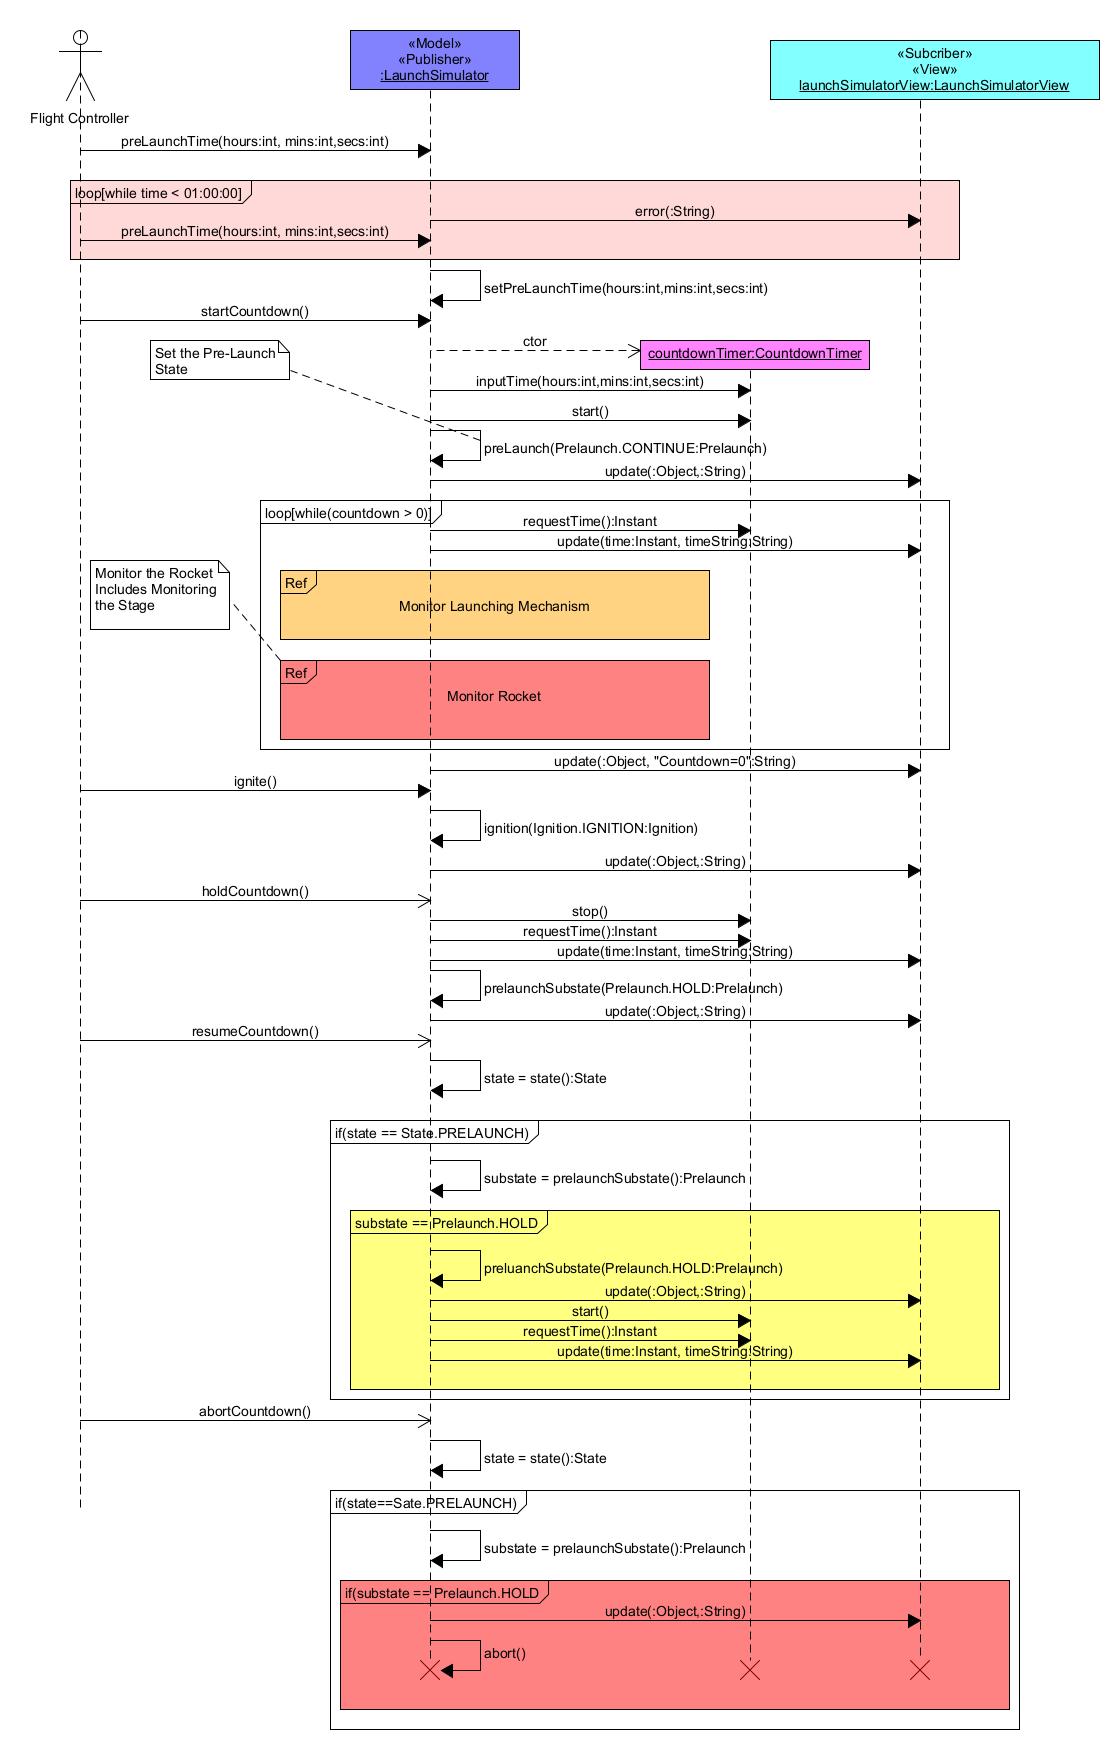 «Model»
«Publisher»
:LaunchSimulator
«Subcriber»
«View»
launchSimulatorView:LaunchSimulatorView
Flight Controller
preLaunchTime(hours:int, mins:int,secs:int)
loop[while time < 01:00:00]
error(:String)
preLaunchTime(hours:int, mins:int,secs:int)
setPreLaunchTime(hours:int,mins:int,secs:int)
startCountdown()
ctor
countdownTimer:CountdownTimer
Set the Pre-Launch
State
inputTime(hours:int,mins:int,secs:int)
start()
preLaunch(Prelaunch.CONTINUE:Prelaunch)
update(:Object,:String)
loop[while(countdown > 0)]
requestTime():Instant
update(time:Instant, timeString:String)
Monitor the Rocket
Includes Monitoring
the Stage
Ref
Monitor Launching Mechanism
Ref
Monitor Rocket
update(:Object, "Countdown=0":String)
ignite()
ignition(Ignition.IGNITION:Ignition)
update(:Object,:String)
holdCountdown()
stop()
requestTime():Instant
update(time:Instant, timeString:String)
prelaunchSubstate(Prelaunch.HOLD:Prelaunch)
update(:Object,:String)
resumeCountdown()
state = state():State
if(state == State.PRELAUNCH)
substate = prelaunchSubstate():Prelaunch
substate == Prelaunch.HOLD
preluanchSubstate(Prelaunch.HOLD:Prelaunch)
update(:Object,:String)
start()
requestTime():Instant
update(time:Instant, timeString:String)
abortCountdown()
state = state():State
if(state==Sate.PRELAUNCH)
substate = prelaunchSubstate():Prelaunch
if(substate == Prelaunch.HOLD
update(:Object,:String)
abort()